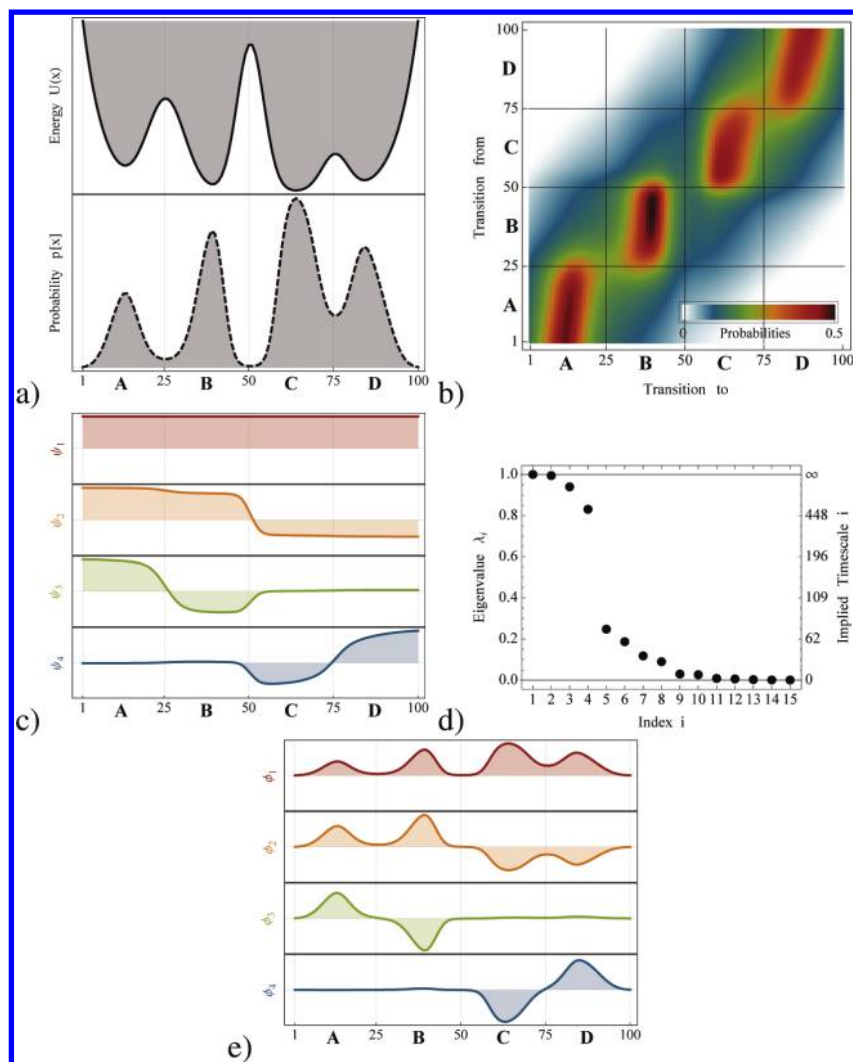 Energy U(x)
Probability p[x]
1 A 25 B 50 C 75 D 100
a)
100
D
75
C
50
B
25
A
1
Transition from
0 Probabilities 0.5
1 A 25 B 50 C 75 D 100
Transition to
b)
ψ1
ψ2
ψ3
ψ4
1 A 25 B 50 C 75 D 100
c)
Eigenvalue λi
1.0
0.8
0.6
0.4
0.2
0.0
∞
448
196
109
62
0
Implied Timescale i
1 2 3 4 5 6 7 8 9 10 11 12 13 14 15
Index i
d)
ϕ1
ϕ2
ϕ3
ϕ4
1 A 25 B 50 C 75 D 100
e)